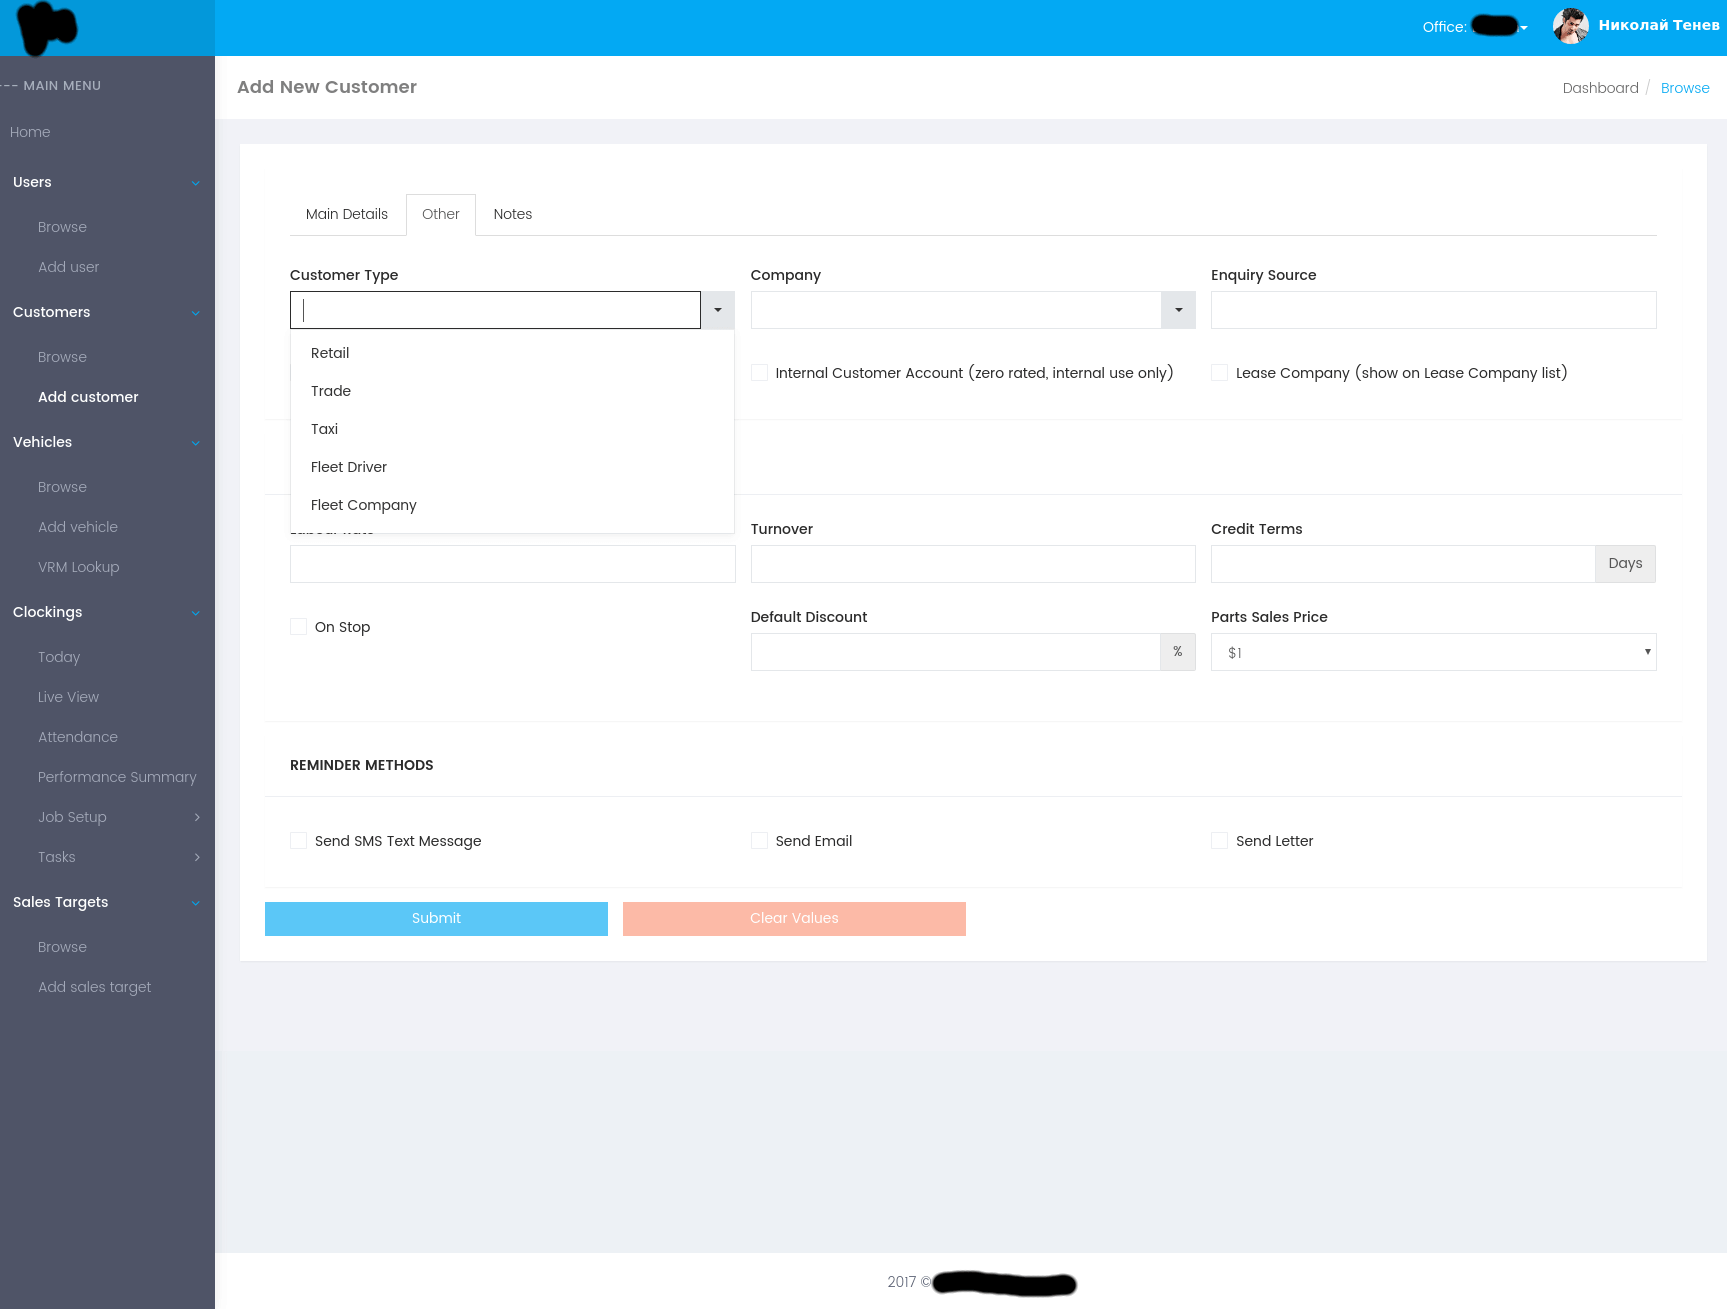 Office:
Николай Тенев
--- MAIN MENU
Home
Users
Browse
Add user
Customers
Browse
Add customer
Vehicles
Browse
Add vehicle
VRM Lookup
Clockings
Today
Live View
Attendance
Performance Summary
Job Setup
Tasks
Sales Targets
Browse
Add sales target
Add New Customer
Dashboard / Browse
Main Details Other Notes
Customer Type Company Enquiry Source
Retail
Trade
Taxi
Fleet Driver
Fleet Company
Internal Customer Account (zero rated, internal use only) Lease Company (show on Lease Company list)
Turnover Credit Terms
Days
On Stop Default Discount Parts Sales Price
% $1
REMINDER METHODS
Send SMS Text Message Send Email Send Letter
Submit Clear Values
2017 ©